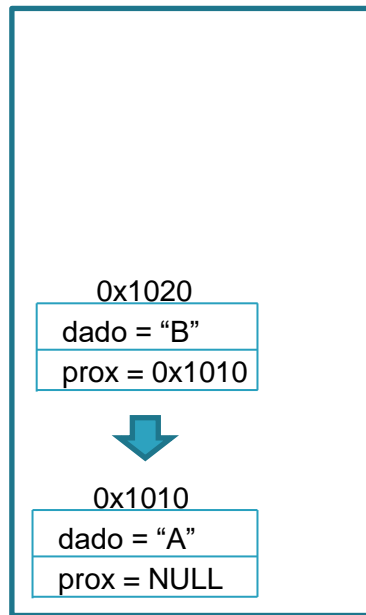 0x1020
dado = “B”
prox = 0x1010
0x1010
dado = “A”
prox = NULL